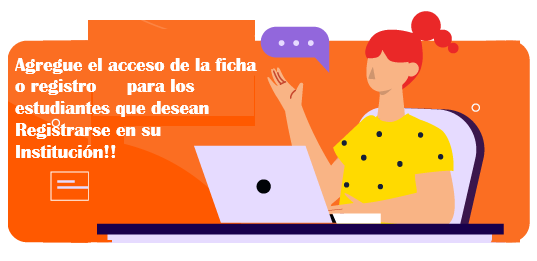 Agregue el acceso de la ficha
o registro para los
estudiantes que desean
Registrarse en su
Institución!!